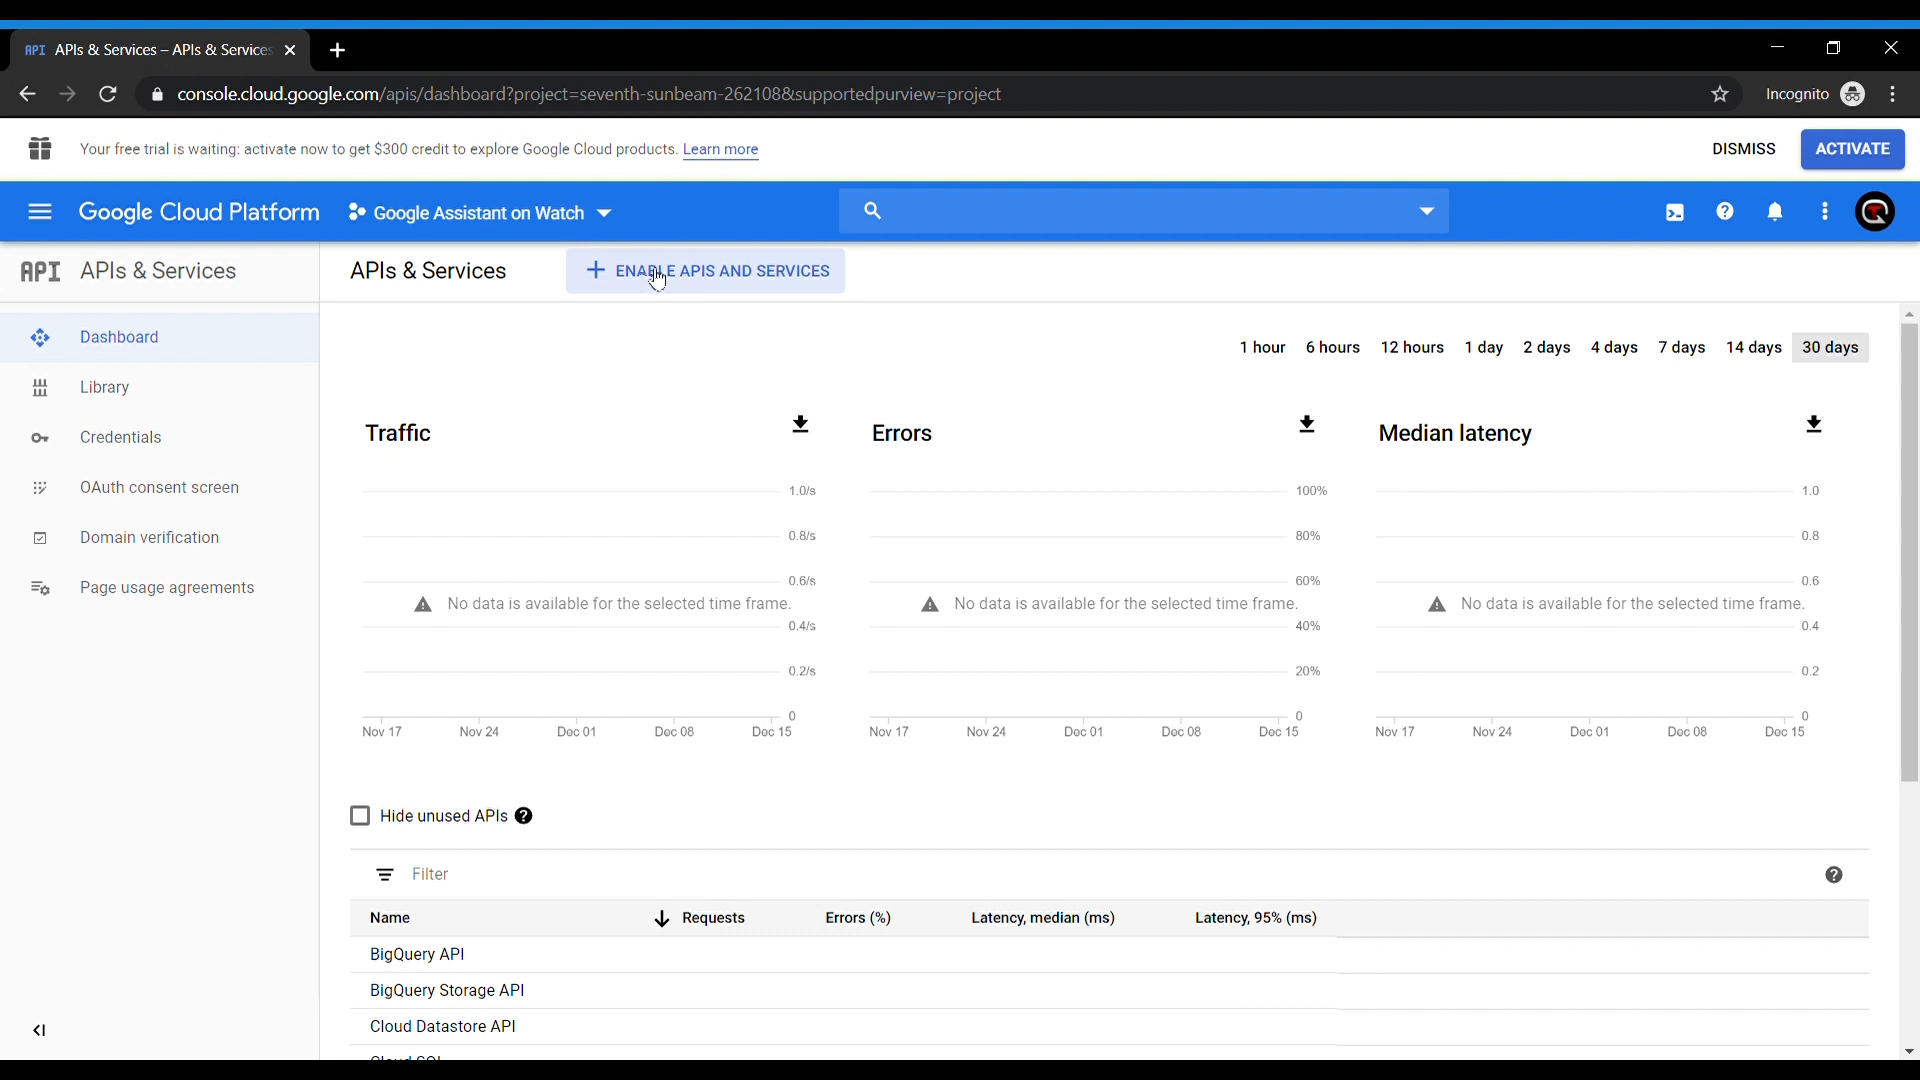 API APIs & Services – APIs & Services
console.cloud.google.com/apis/dashboard?project=seventh-sunbeam-262108&supportedpurview=project
Incognito
Your free trial is waiting: activate now to get $300 credit to explore Google Cloud products. Learn more
DISMISS
ACTIVATE
Google Cloud Platform
Google Assistant on Watch
API APIs & Services
APIs & Services
ENABLE APIS AND SERVICES
Dashboard
Library
Credentials
OAuth consent screen
Domain verification
Page usage agreements
1 hour 6 hours 12 hours 1 day 2 days 4 days 7 days 14 days 30 days
Traffic
1.0/s
0.8/s
0.6/s
No data is available for the selected time frame.
0.4/s
0.2/s
0
Nov 17 Nov 24 Dec 01 Dec 08 Dec 15
Errors
100%
80%
60%
No data is available for the selected time frame.
40%
20%
0
Nov 17 Nov 24 Dec 01 Dec 08 Dec 15
Median latency
1.0
0.8
0.6
No data is available for the selected time frame.
0.4
0.2
0
Nov 17 Nov 24 Dec 01 Dec 08 Dec 15
Hide unused APIs
Filter
Name Requests Errors (%) Latency, median (ms) Latency, 95% (ms)
BigQuery API
BigQuery Storage API
Cloud Datastore API
Cloud SQL